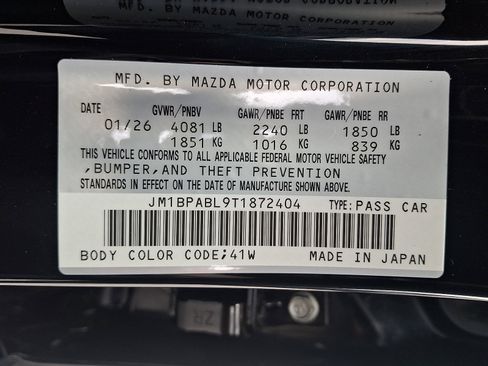 MFD. BY MAZDA MOTOR CORPORATION
DATE GVWR/PNBV GAWR/PNBE FRT GAWR/PNBE RR
01/26 4081 LB 2240 LB 1850 LB
1851 KG 1016 KG 839 KG
THIS VEHICLE CONFORMS TO ALL APPLICABLE FEDERAL MOTOR VEHICLE SAFETY
,BUMPER,AND THEFT PREVENTION
STANDARDS IN EFFECT ON THE DATE OF MANUFACTURE SHOWN ABOVE.
JM1BPABL9T1872404 TYPE:PASS CAR
BODY COLOR CODE;41W MADE IN JAPAN
ZR